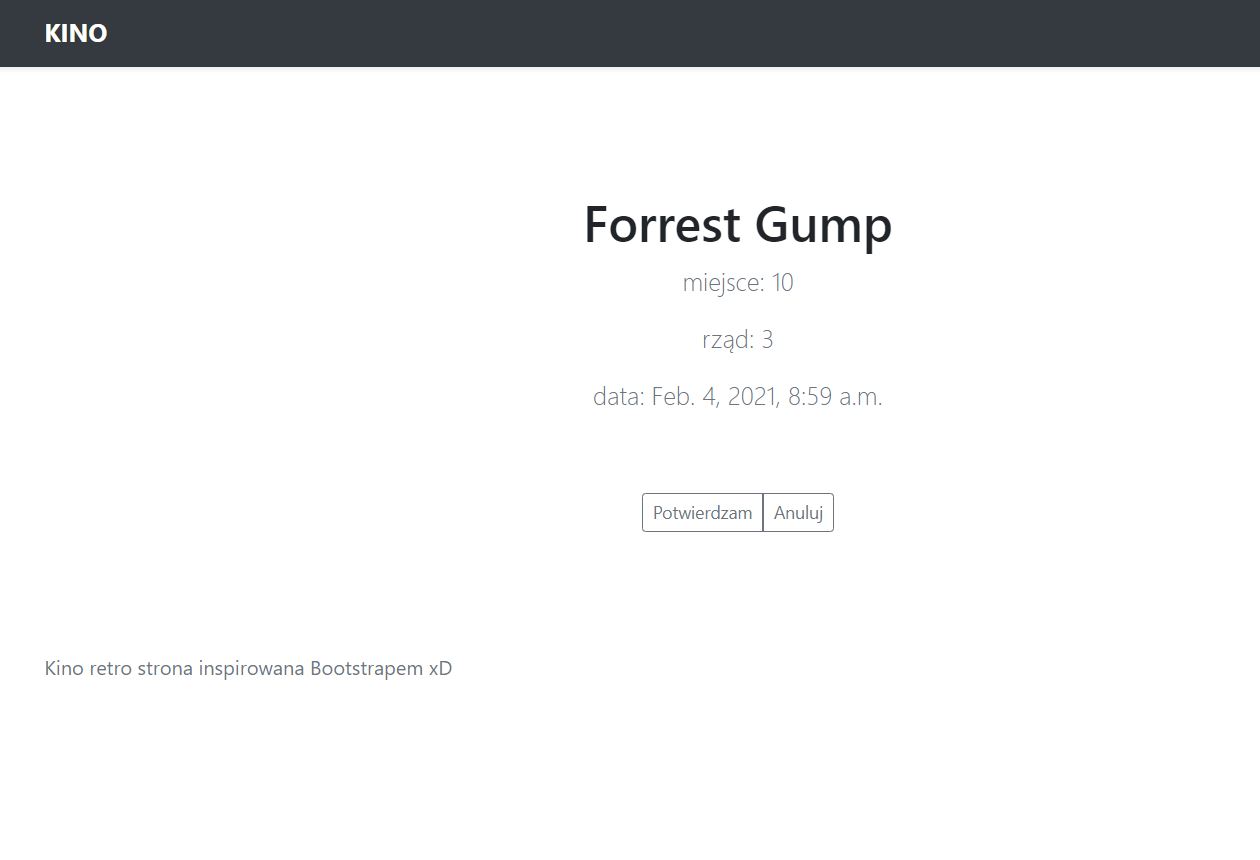 KINO
Forrest Gump
miejsce: 10
rząd: 3
data: Feb. 4, 2021, 8:59 a.m.
Potwierdzam Anuluj
Kino retro strona inspirowana Bootstrapem xD